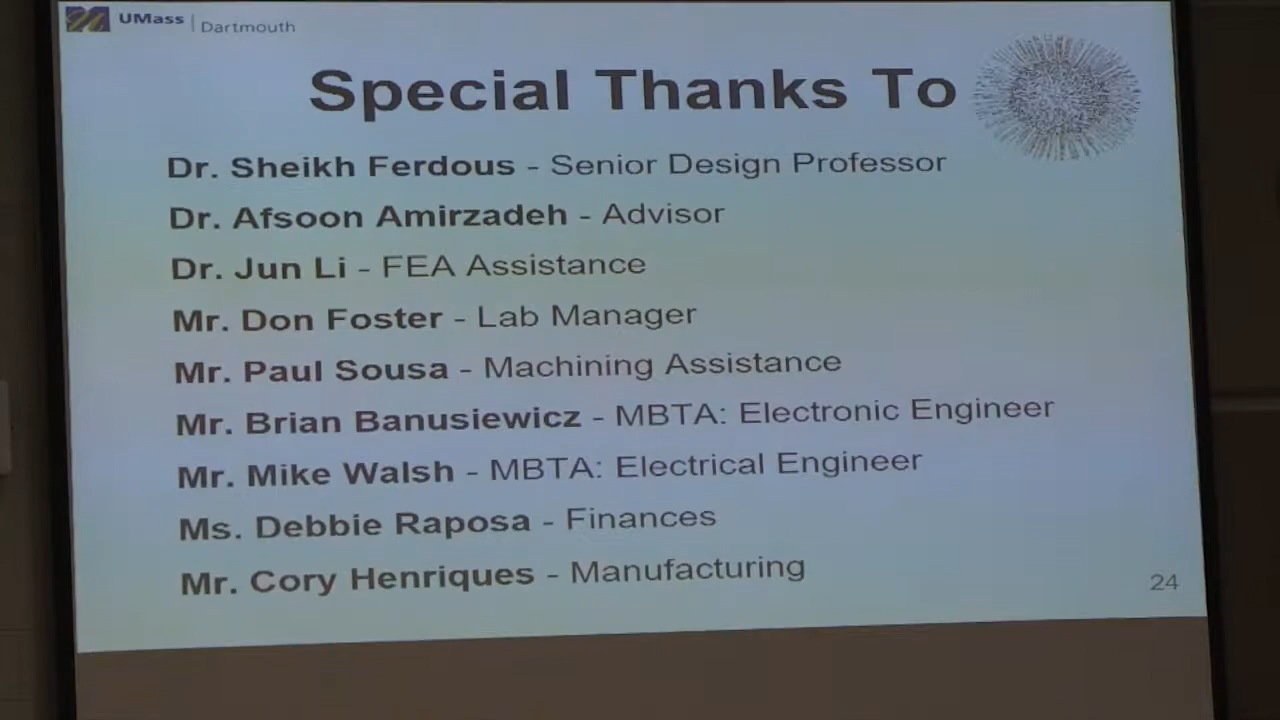 UMass | Dartmouth
Special Thanks To
Dr. Sheikh Ferdous - Senior Design Professor
Dr. Afsoon Amirzadeh - Advisor
Dr. Jun Li - FEA Assistance
Mr. Don Foster - Lab Manager
Mr. Paul Sousa - Machining Assistance
Mr. Brian Banusiewicz - MBTA: Electronic Engineer
Mr. Mike Walsh - MBTA: Electrical Engineer
Ms. Debbie Raposa - Finances
Mr. Cory Henriques - Manufacturing
24